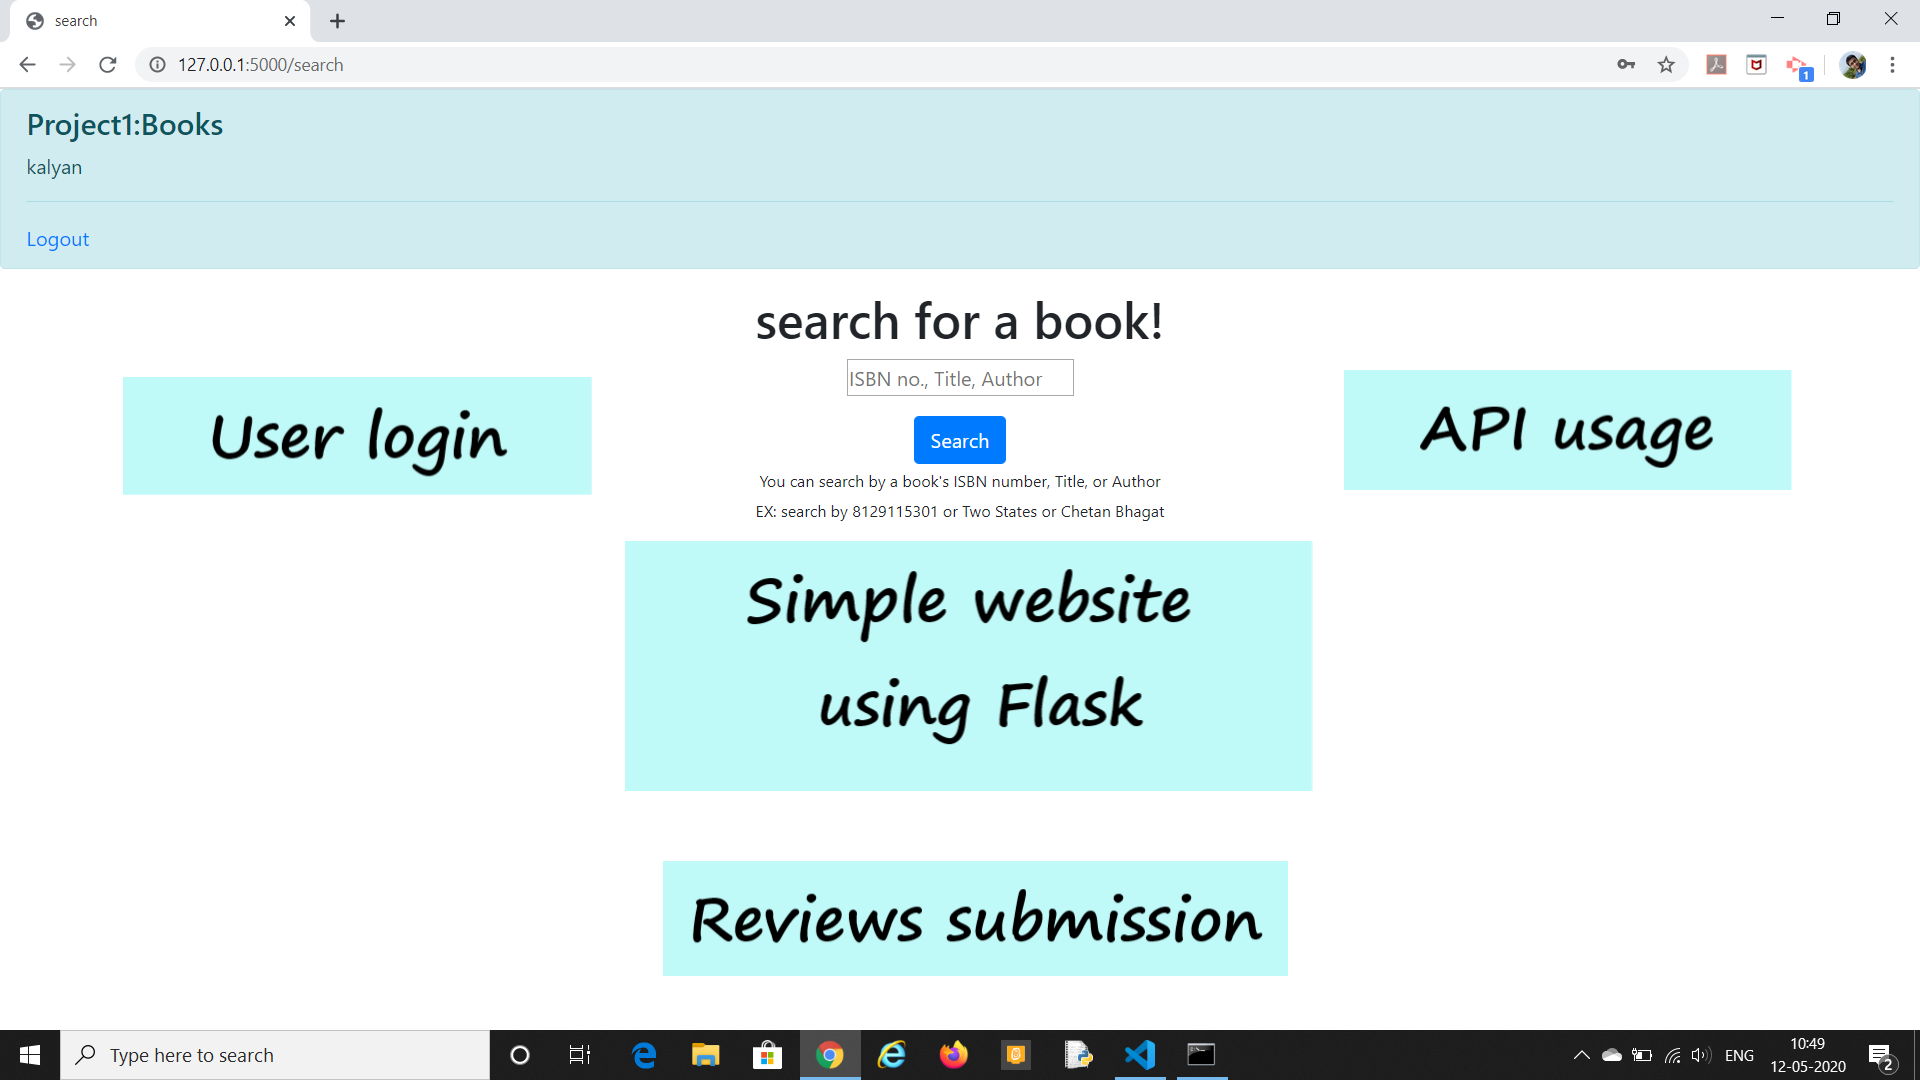 search
127.0.0.1:5000/search
1
Project1:Books
kalyan
Logout
search for a book!
ISBN no., Title, Author
Search
You can search by a book's ISBN number, Title, or Author
EX: search by 8129115301 or Two States or Chetan Bhagat
User login
API usage
Simple website
using Flask
Reviews submission
Type here to search
ENG
10:49
12-05-2020
2